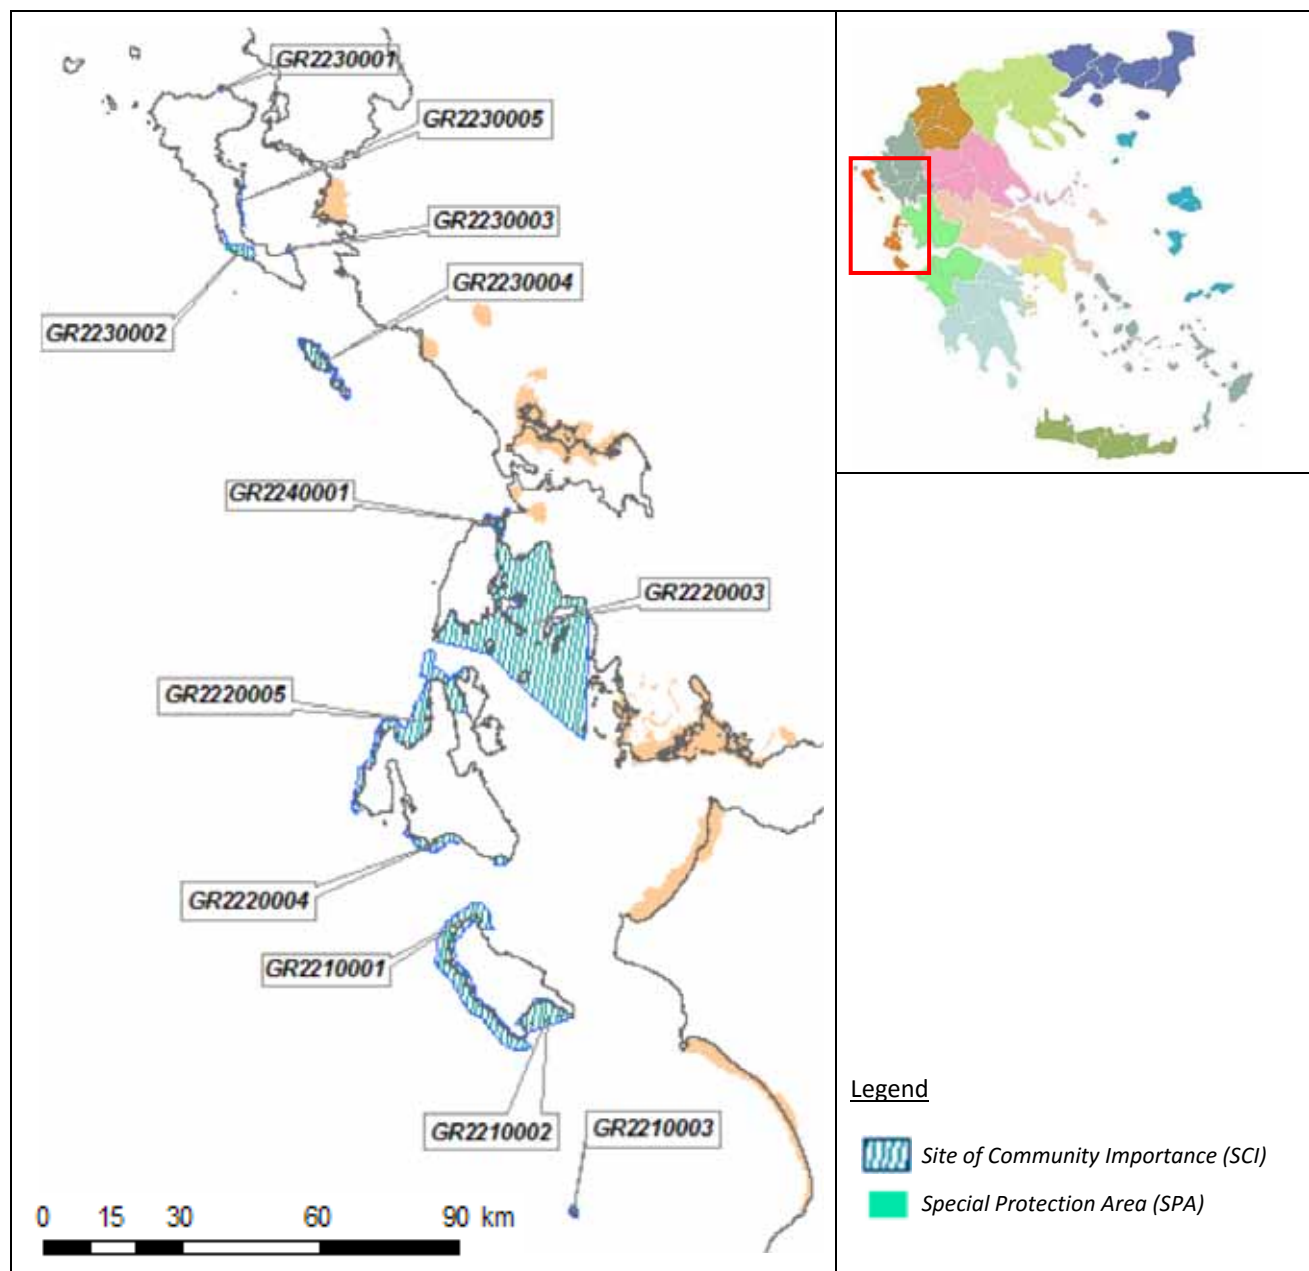 GR2230001
GR2230005
GR2230003
GR2230004
GR2230002
GR2240001
GR2220003
GR2220005
GR2220004
GR2210001
GR2210002
GR2210003
0 15 30 60 90 km
Legend
Site of Community Importance (SCI)
Special Protection Area (SPA)